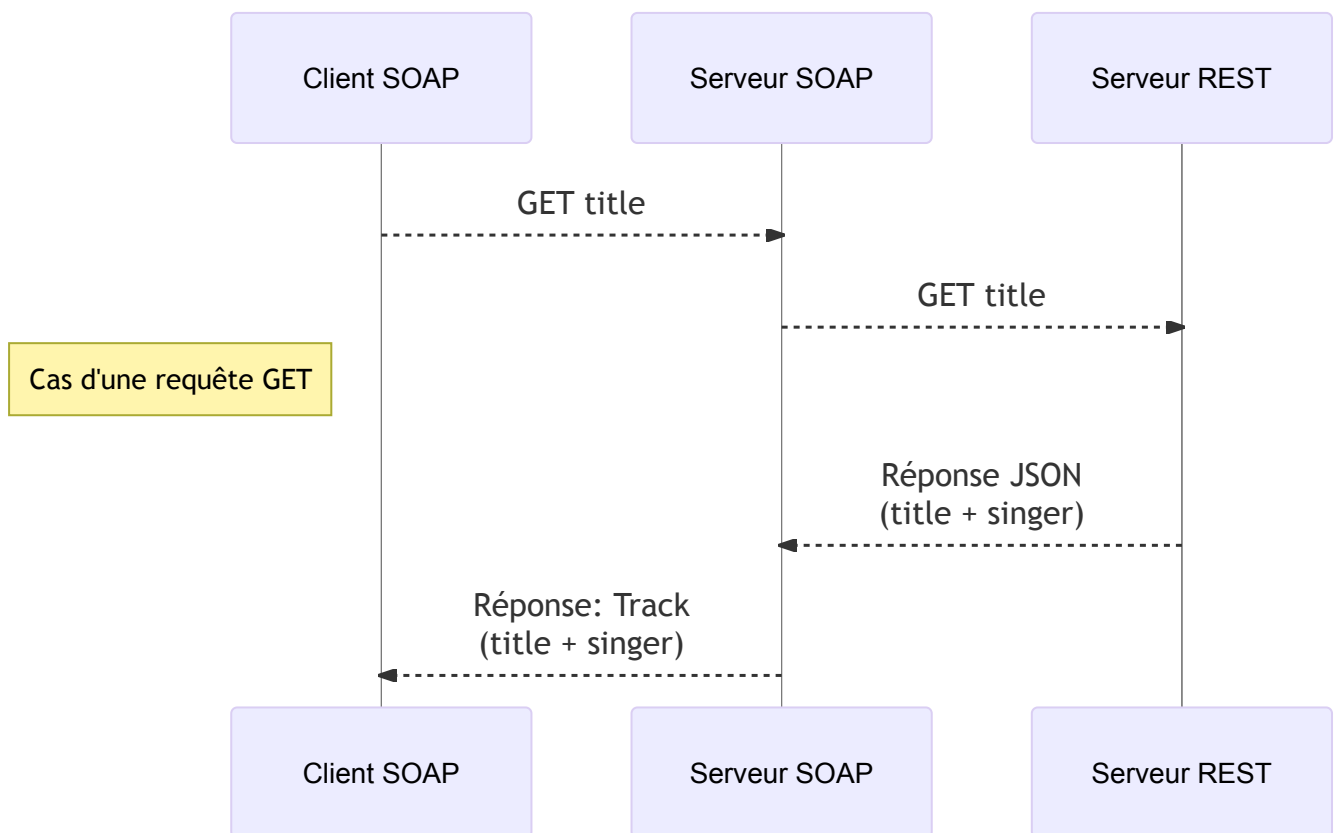 Client SOAP
Serveur SOAP
Serveur REST
GET title
GET title
Cas d'une requête GET
Réponse JSON
(title + singer)
Réponse: Track
(title + singer)
Client SOAP
Serveur SOAP
Serveur REST